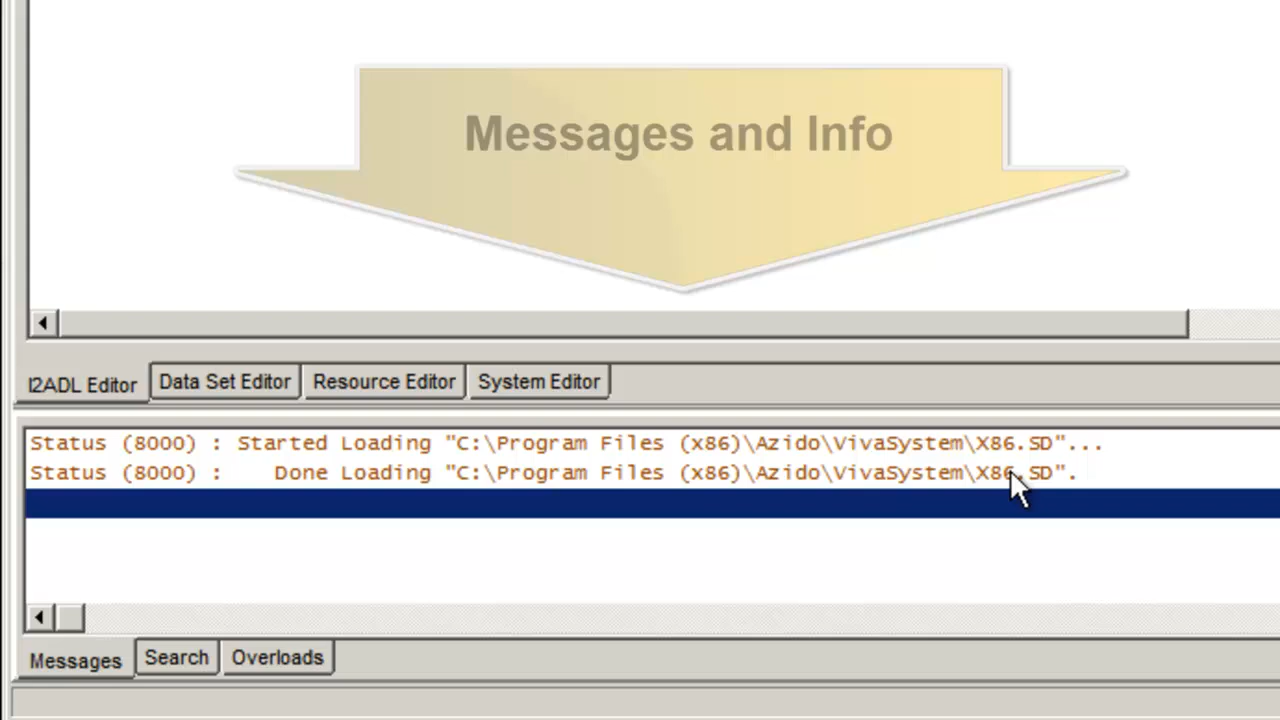 Messages and Info
I2ADL Editor Data Set Editor Resource Editor System Editor
Status (8000) : Started Loading "C:\Program Files (x86)\Azido\VivaSystem\X86.SD"...
Status (8000) :    Done Loading "C:\Program Files (x86)\Azido\VivaSystem\X86.SD".
Messages Search Overloads